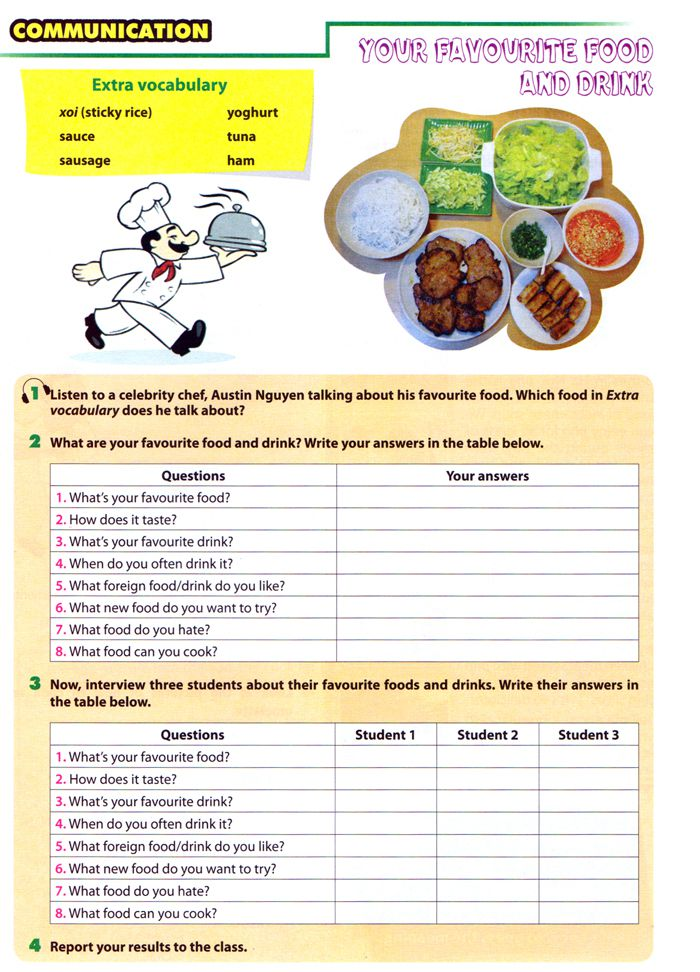 COMMUNICATION
YOUR FAVOURITE FOOD
AND DRINK
Extra vocabulary
xoi (sticky rice) yoghurt
sauce tuna
sausage ham
1 Listen to a celebrity chef, Austin Nguyen talking about his favourite food. Which food in Extra
vocabulary does he talk about?
2 What are your favourite food and drink? Write your answers in the table below.
Questions Your answers
1. What's your favourite food?
2. How does it taste?
3. What's your favourite drink?
4. When do you often drink it?
5. What foreign food/drink do you like?
6. What new food do you want to try?
7. What food do you hate?
8. What food can you cook?
3 Now, interview three students about their favourite foods and drinks. Write their answers in
the table below.
Questions Student 1 Student 2 Student 3
1. What's your favourite food?
2. How does it taste?
3. What's your favourite drink?
4. When do you often drink it?
5. What foreign food/drink do you like?
6. What new food do you want to try?
7. What food do you hate?
8. What food can you cook?
4 Report your results to the class.